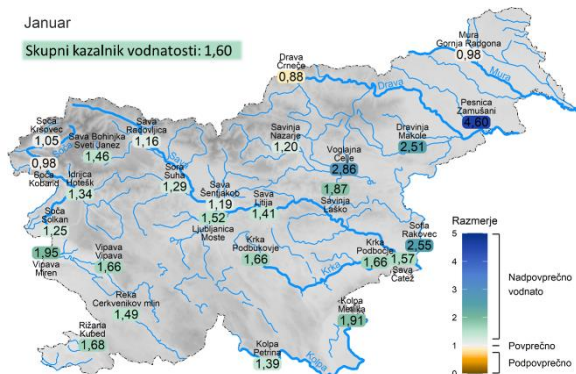 Januar
Skupni kazalnik vodnatosti: 1,60
Mura
Gornja Radgona
0,98
Mura
Drava
Črneče
0,88
Drava
Pesnica
Zamušani
4,60
Soča
Kršovec
1,05
Sava Bohinjka
Sveti Janez
1,46
Sava
Radovljica
1,16
Savinja
Nazarje
1,20
Dravinja
Makole
2,51
Voglajna
Celje
2,86
0,98
Soča
Kobarid
Idrijca
Hotešk
1,34
Sora
Suha
1,29
Sava
Šentjakob
1,19
Sava
Litija
1,41
1,87
Savinja
Laško
1,52
Ljubljanica
Moste
Soča
Solkan
1,25
Sotla
Rakovec
2,55
1,95
Vipava
Miren
Vipava
Vipava
1,66
Krka
Podbukovje
1,66
Krka
Podbočje
1,66
1,57
Sava
Čatež
Krka
Reka
Cerkvenikov mlin
1,49
Kolpa
Metlika
1,91
Rižana
Kubed
1,68
Kolpa
Petrina
1,39
Kolpa
Razmerje
5
4
3
2
1
0
Nadpovprečno
vodnato
Povprečno
Podpovprečno